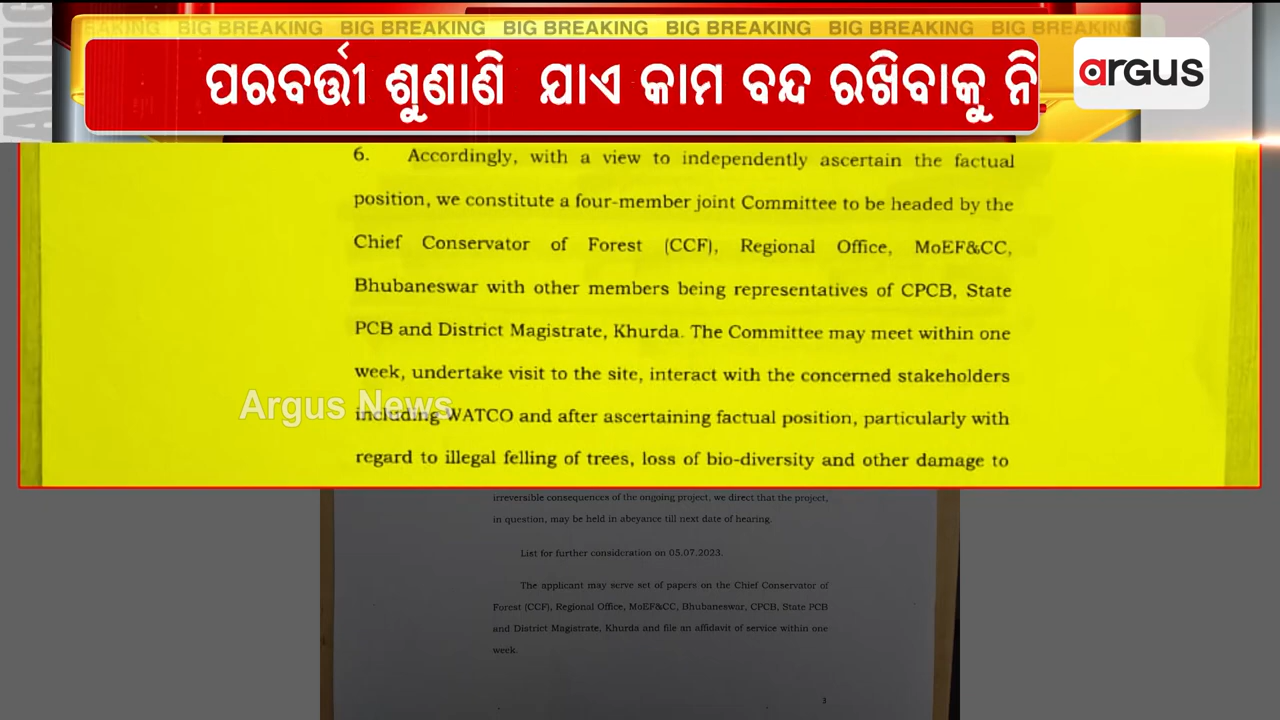 AKING
EAKING BIG BREAKING BIG BREAKING BIG BREAKING BIG BREAKING BIG BREAKING BIG BREAKING
ପରବର୍ତ୍ତୀ ଶୁଣାଣି ଯାଏ କାମ ବନ୍ଦ ରଖିବାକୁ ନି
argus
6. Accordingly, with a view to independently ascertain the factual
position, we constitute a four-member joint Committee to be headed by the
Chief Conservator of Forest (CCF), Regional Office, MoEF&CC,
Bhubaneswar with other members being representatives of CPCB, State
PCB and District Magistrate, Khurda. The Committee may meet within one
week, undertake visit to the site, interact with the concerned stakeholders
including WATCO and after ascertaining factual position, particularly with
regard to illegal felling of trees, loss of bio-diversity and other damage to
Argus News
irreversible consequences of the ongoing project, we direct that the project,
in question, may be held in abeyance till next date of hearing.
List for further consideration on 05.07.2023.
The applicant may serve set of papers on the Chief Conservator of
Forest (CCF), Regional Office, MoEF&CC, Bhubaneswar, CPCB, State PCB
and District Magistrate, Khurda and file an affidavit of service within one
week.
3